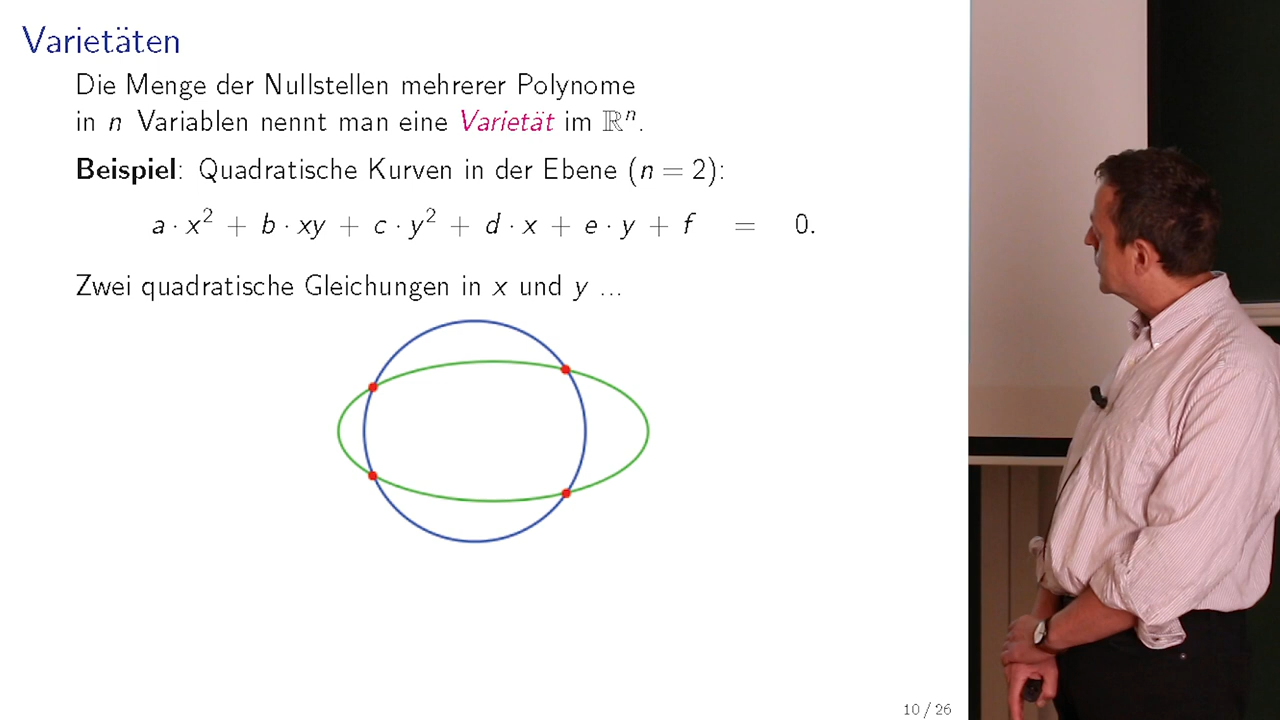 Varietäten
Die Menge der Nullstellen mehrerer Polynome
in n Variablen nennt man eine Varietät im ℝⁿ.
Beispiel: Quadratische Kurven in der Ebene (n = 2):
a · x² + b · xy + c · y² + d · x + e · y + f = 0.
Zwei quadratische Gleichungen in x und y ...
10 / 26